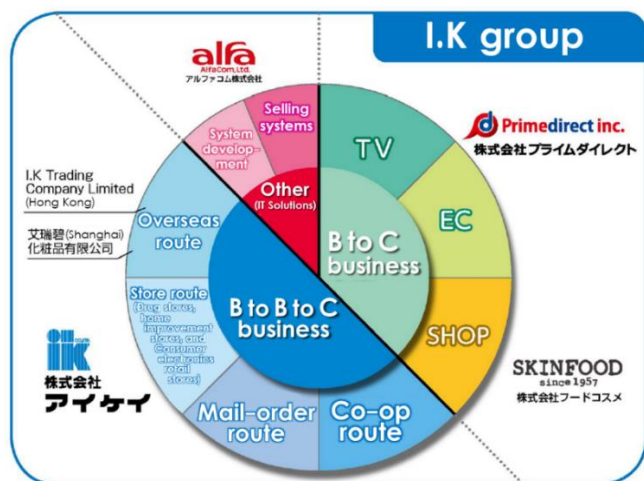 I.K group
alfa
AlfaCom,Ltd.
アルファコム株式会社
Selling
systems
System
develop-
ment
Other
(IT Solutions)
TV
Primedirect inc.
株式会社プライムダイレクト
EC
B to C
business
SHOP
SKINFOOD
since1957
株式会社フードコスメ
I.K Trading
Company Limited
(Hong Kong)
艾瑞碧(Shanghai)
化粧品有限公司
Overseas
route
B to B to C
business
Store route
(Drug stores,
home
improvement
stores, and
Consumer
electronics
retail
stores)
ik
株式会社
アイケイ
Mail-order
route
Co-op
route